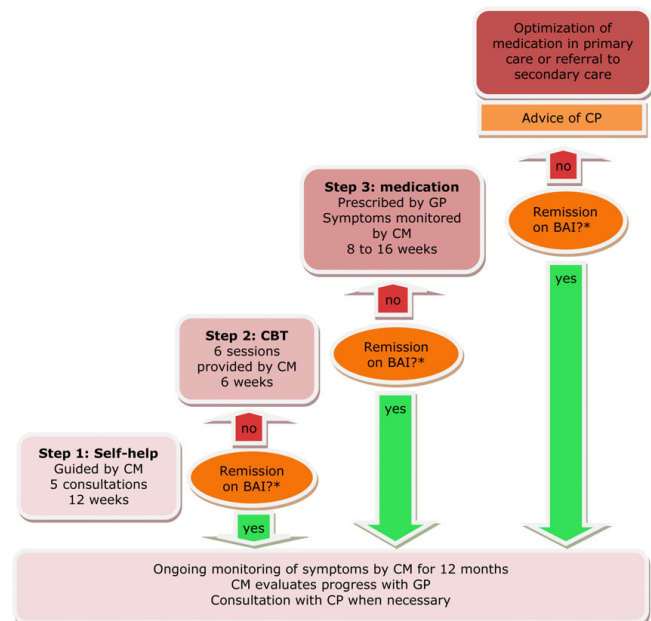 Optimization of
medication in primary
care or referral to
secondary care
Advice of CP
no
Remission
on BAI?*
yes
Step 3: medication
Prescribed by GP
Symptoms monitored
by CM
8 to 16 weeks
no
Remission
on BAI?*
yes
Step 2: CBT
6 sessions
provided by CM
6 weeks
no
Remission
on BAI?*
yes
Step 1: Self-help
Guided by CM
5 consultations
12 weeks
Ongoing monitoring of symptoms by CM for 12 months
CM evaluates progress with GP
Consultation with CP when necessary